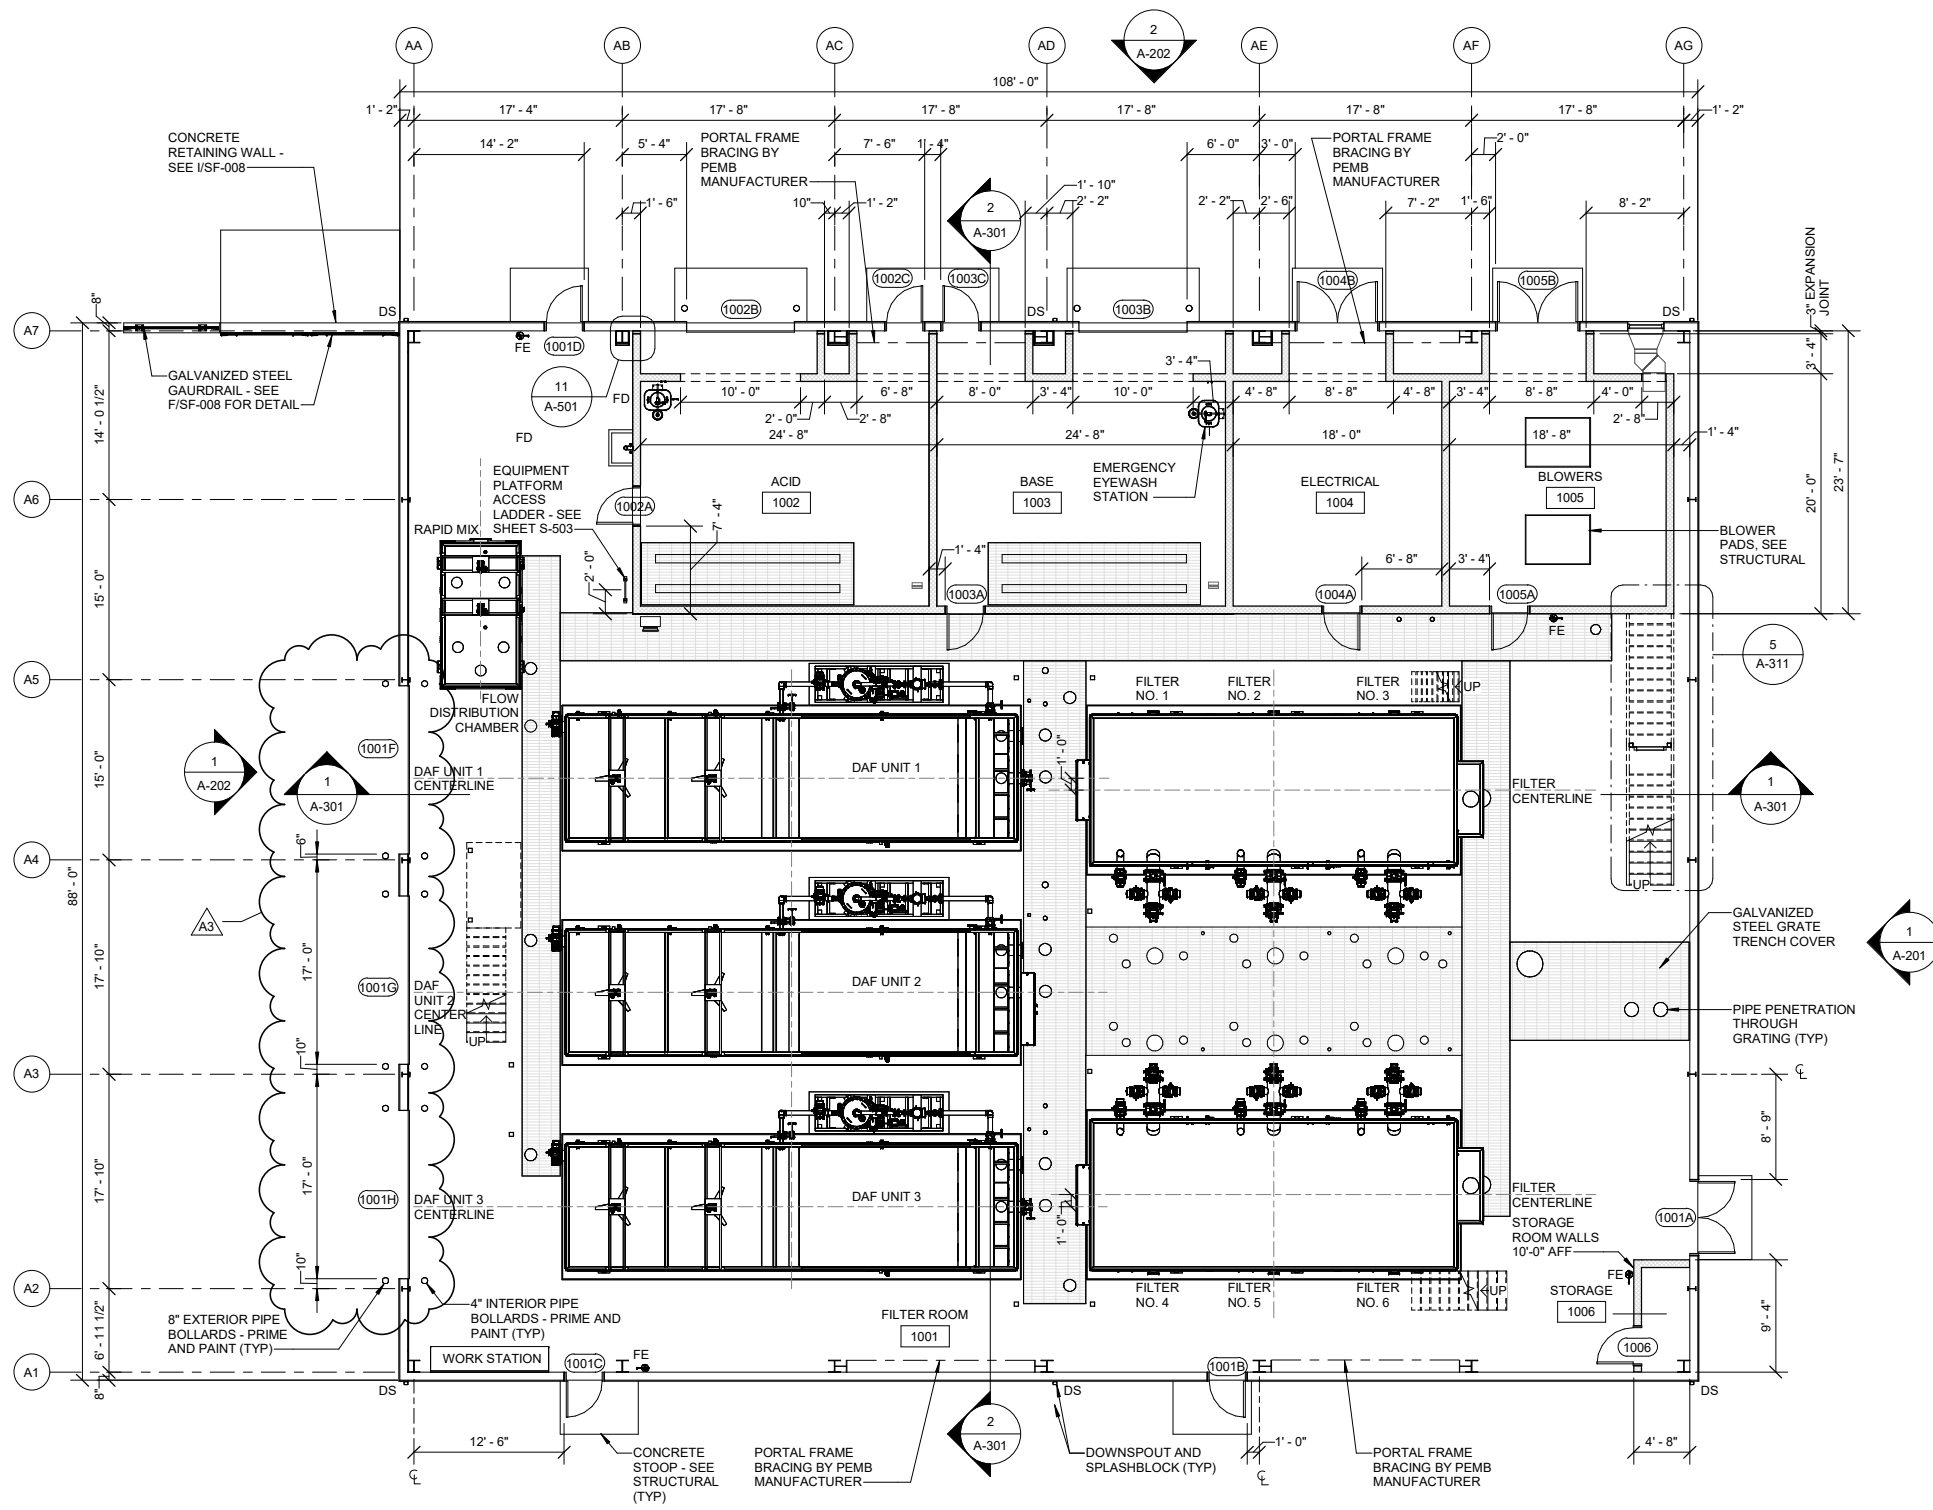 AA
AB
AC
AD
AE
AF
AG
2
A-202
108' - 0"
1' - 2"
17' - 4"
17' - 8"
17' - 8"
17' - 8"
17' - 8"
17' - 8"
1' - 2"
CONCRETE
RETAINING WALL -
SEE I/SF-008
14' - 2"
5' - 4"
PORTAL FRAME
BRACING BY
PEMB
MANUFACTURER
7' - 6"
1' - 4"
6' - 0"
3' - 0"
PORTAL FRAME
BRACING BY
PEMB
MANUFACTURER
2' - 0"
1' - 6"
10"
1' - 2"
2
A-301
1' - 10"
2' - 2"
2' - 2"
2' - 6"
7' - 2"
1' - 6"
8' - 2"
3" EXPANSION
JOINT
8"
DS
1002B
1002C
1003C
DS
1003B
1004B
1005B
DS
A7
FE
1001D
GALVANIZED STEEL
GAURDRAIL - SEE
F/SF-008 FOR DETAIL
11
A-501
FD
FD
3' - 4"
3' - 4"
10' - 0"
2' - 0"
2' - 8"
6' - 8"
8' - 0"
3' - 4"
10' - 0"
4' - 8"
8' - 8"
4' - 8"
3' - 4"
8' - 8"
4' - 0"
2' - 8"
24' - 8"
24' - 8"
18' - 0"
18' - 8"
1' - 4"
14' - 0 1/2"
20' - 0"
23' - 7"
EQUIPMENT
PLATFORM
ACCESS
LADDER - SEE
SHEET S-503
ACID
1002
BASE
1003
EMERGENCY
EYEWASH
STATION
ELECTRICAL
1004
BLOWERS
1005
A6
1002A
RAPID MIX
7' - 4"
2' - 0"
1' - 4"
6' - 8"
3' - 4"
BLOWER
PADS, SEE
STRUCTURAL
15' - 0"
1003A
1004A
1005A
FE
5
A-311
A5
FLOW
DISTRIBUTION
CHAMBER
FILTER
NO. 1
FILTER
NO. 2
FILTER
NO. 3
UP
15' - 0"
1
A-202
1001F
1
A-301
DAF UNIT 1
CENTERLINE
DAF UNIT 1
1' - 0"
FILTER
CENTERLINE
1
A-301
A4
6"
88' - 0"
UP
A3
17' - 10"
17' - 0"
GALVANIZED
STEEL GRATE
TRENCH COVER
1
A-201
1001G
DAF
UNIT 2
CENTER
LINE
UP
DAF UNIT 2
PIPE PENETRATION
THROUGH
GRATING (TYP)
10"
A3
CL
8' - 9"
17' - 10"
17' - 0"
1001H
DAF UNIT 3
CENTERLINE
DAF UNIT 3
1' - 0"
FILTER
CENTERLINE
1001A
STORAGE
ROOM WALLS
10'-0" AFF
10"
A2
FE
FILTER
NO. 4
FILTER
NO. 5
FILTER
NO. 6
UP
STORAGE
1006
9' - 4"
6' - 11 1/2"
8" EXTERIOR PIPE
BOLLARDS - PRIME
AND PAINT (TYP)
4" INTERIOR PIPE
BOLLARDS - PRIME AND
PAINT (TYP)
FILTER ROOM
1001
1006
WORK STATION
1001C
FE
1001B
A1
8"
DS
DS
DS
2
A-301
12' - 6"
CL
CONCRETE
STOOP - SEE
STRUCTURAL
(TYP)
PORTAL FRAME
BRACING BY PEMB
MANUFACTURER
DOWNSPOUT AND
SPLASHBLOCK (TYP)
1' - 0"
CL
PORTAL FRAME
BRACING BY PEMB
MANUFACTURER
4' - 8"